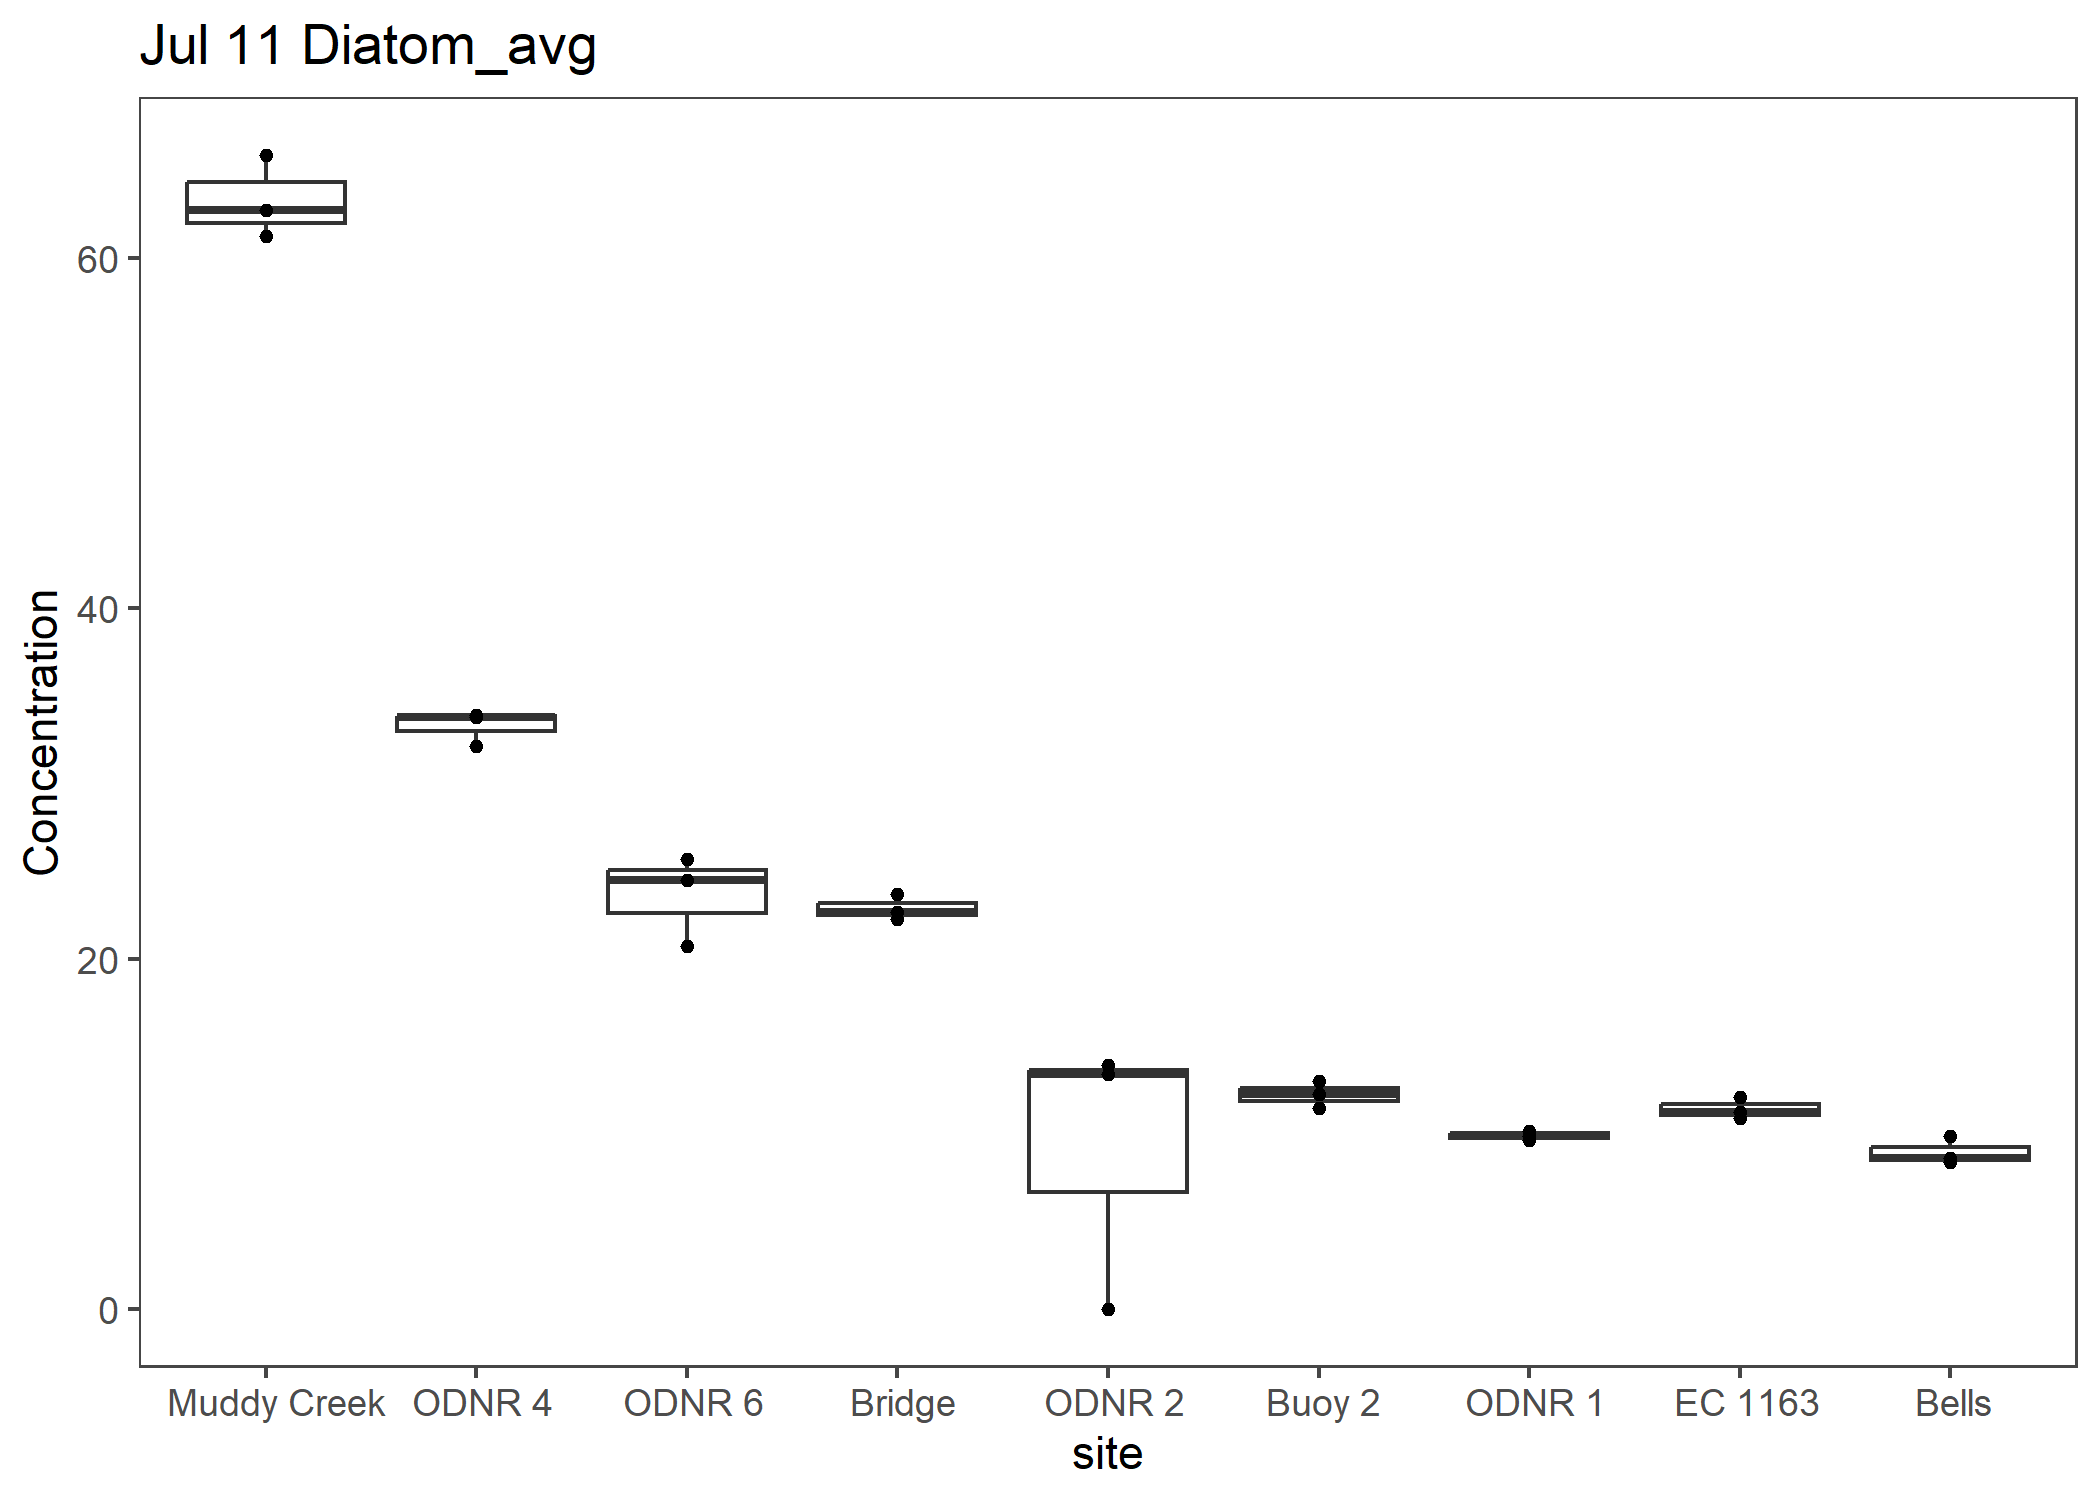 Jul 11 Diatom_avg
Concentration
60
40
20
0
Muddy Creek ODNR 4 ODNR 6 Bridge ODNR 2 Buoy 2 ODNR 1 EC 1163 Bells
site